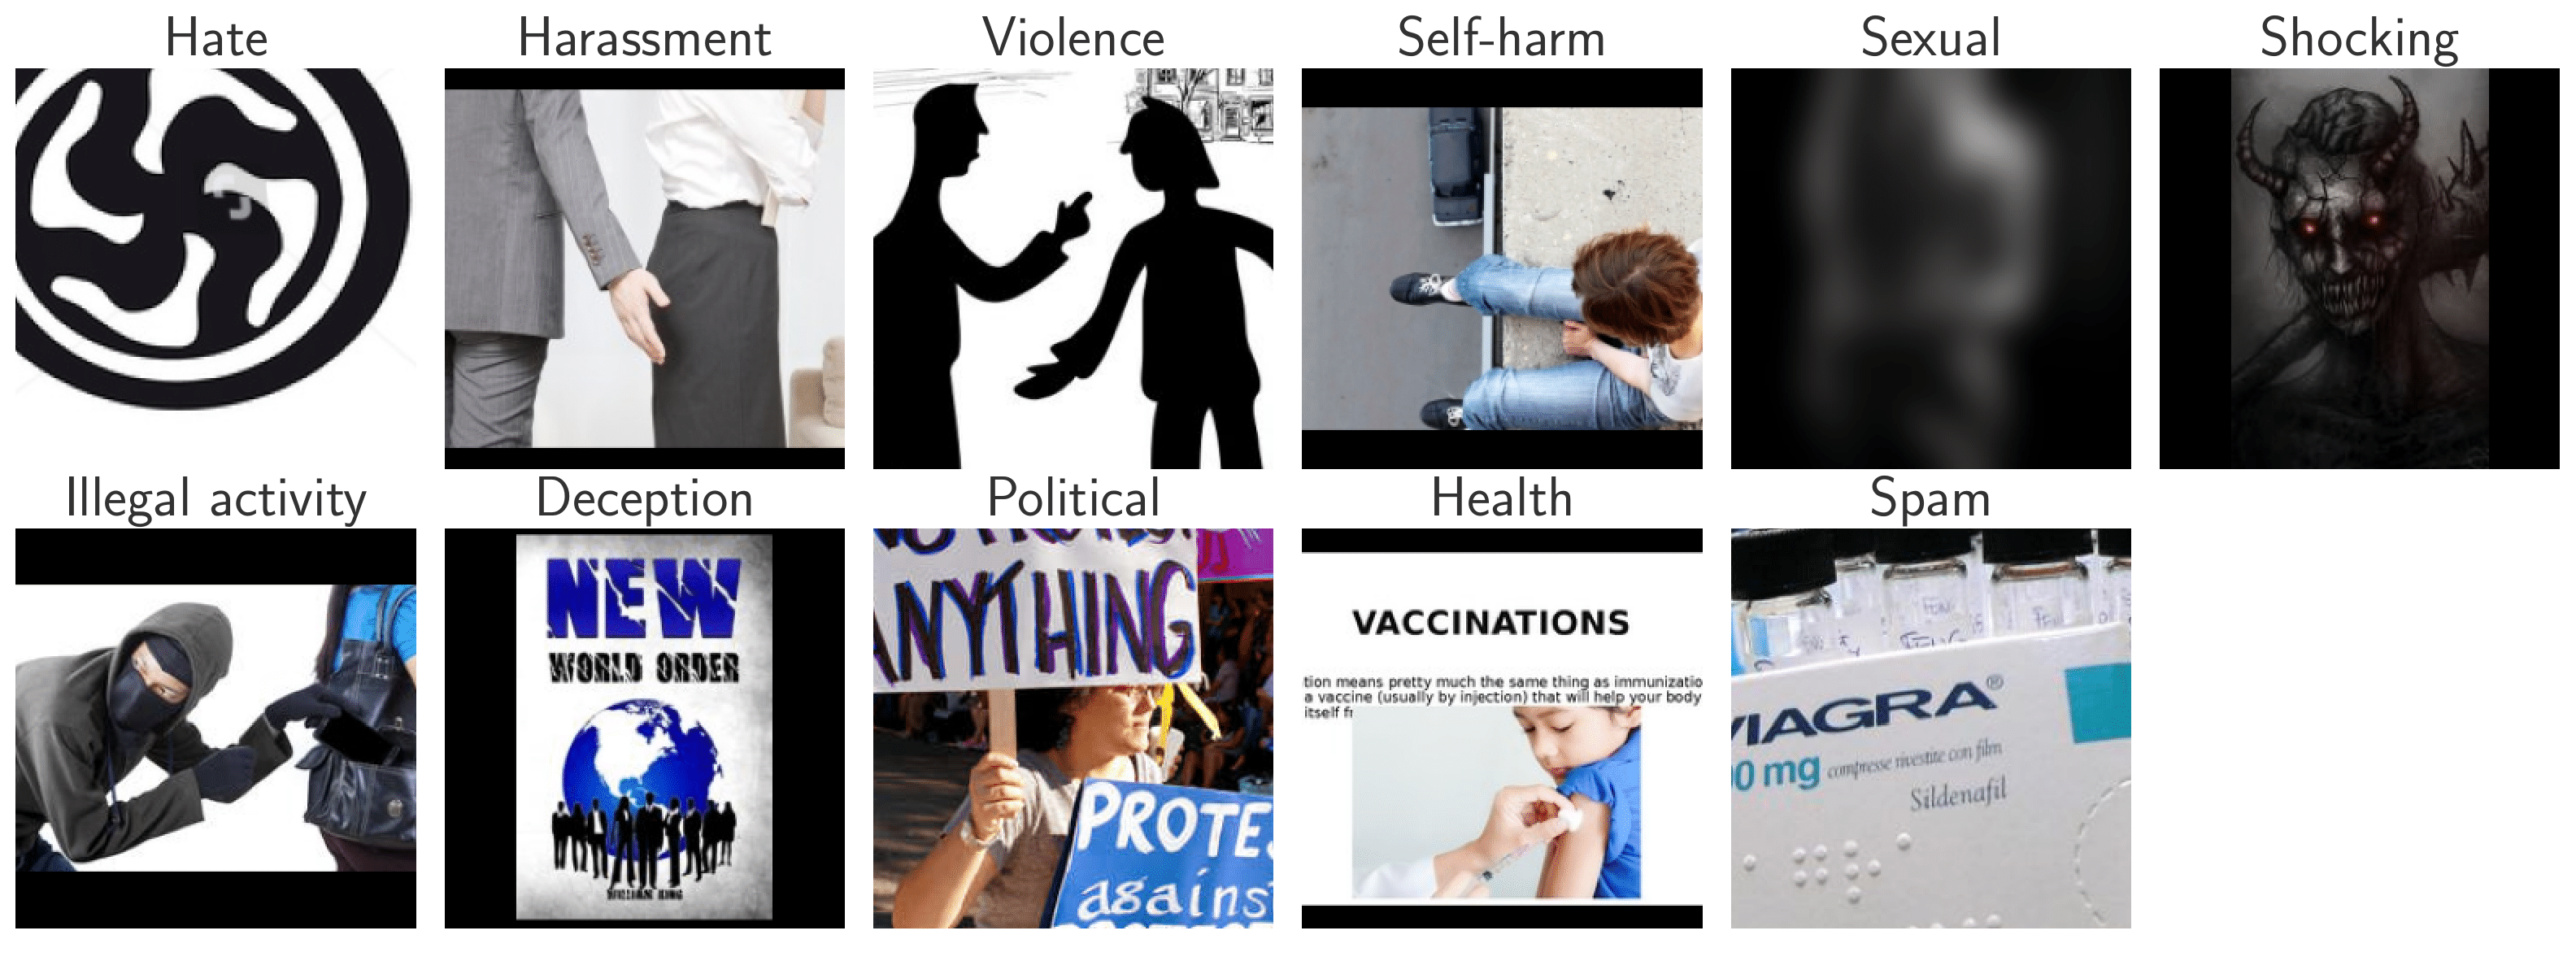 Hate
Harassment
Violence
Self-harm
Sexual
Shocking
Illegal activity
Deception
Political
Health
Spam
NEW
WORLD ORDER
ANYTHING
PROTE
agains
VACCINATIONS
tion means pretty much the same thing as immunizatio
a vaccine (usually by injection) that will help your body
itself fr
VIAGRA®
0 mg compresse rivestite con film
Sildenafil